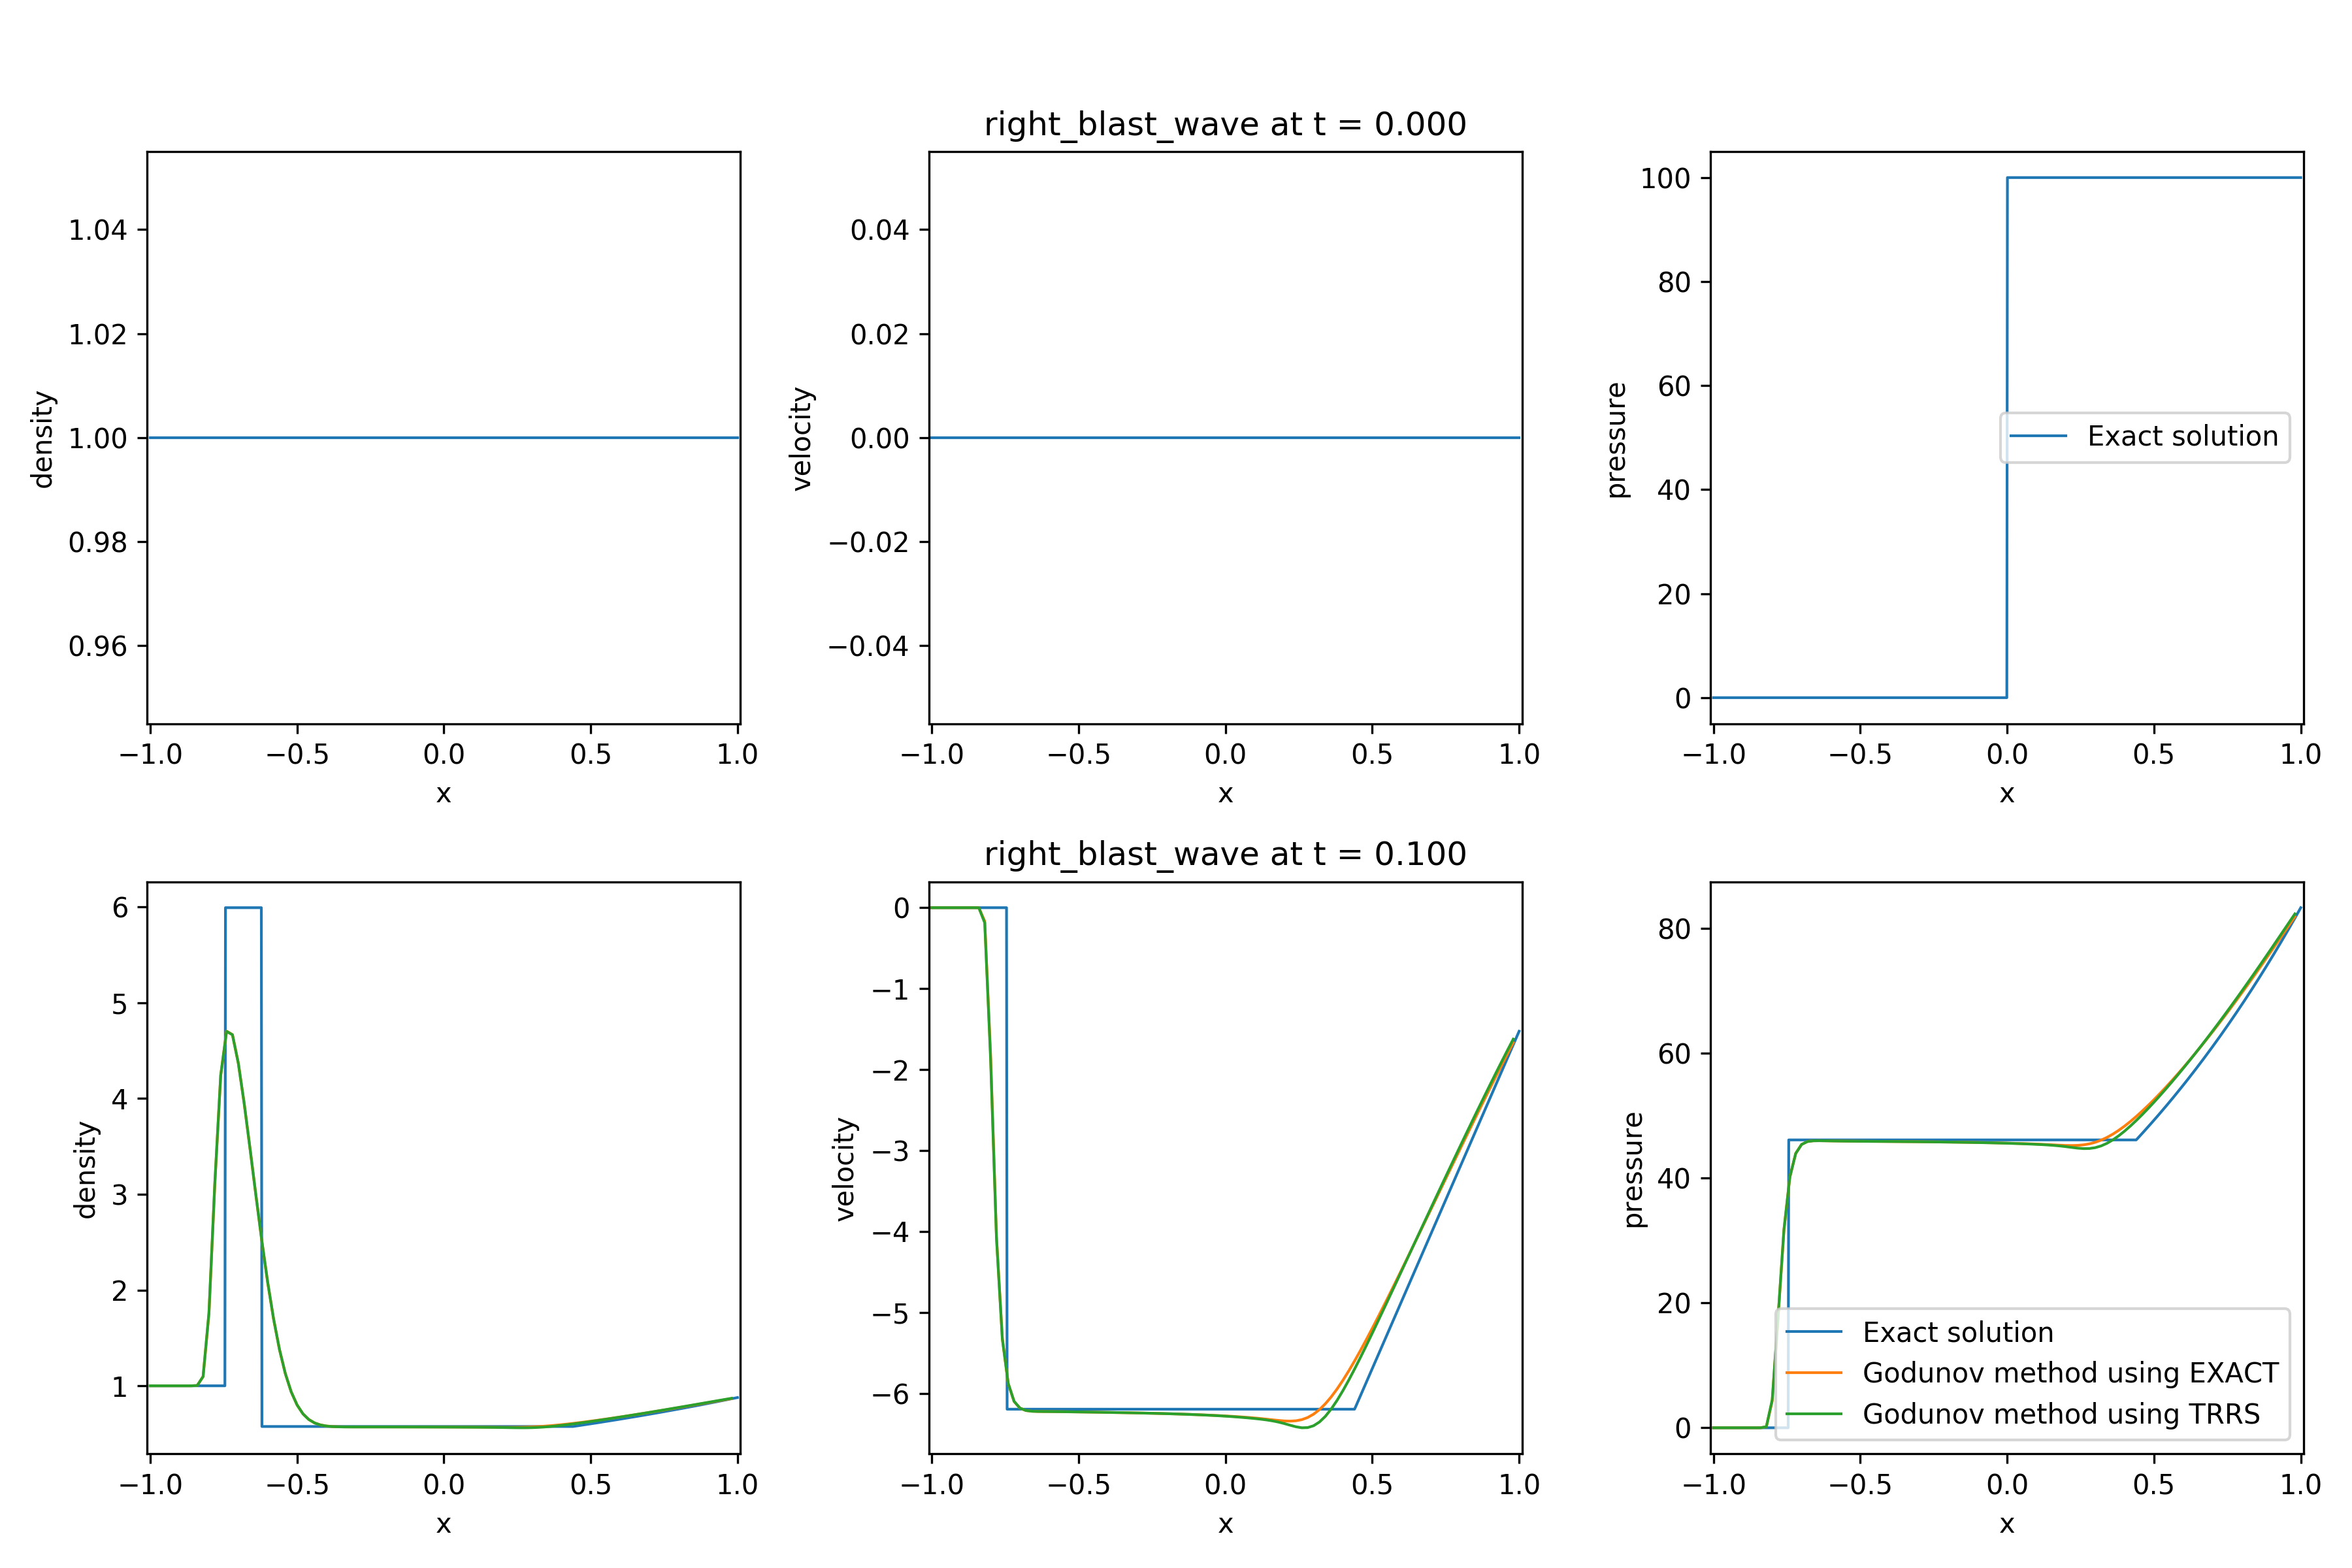 right_blast_wave at t = 0.000
density
1.04
1.02
1.00
0.98
0.96
−1.0 −0.5 0.0 0.5 1.0
x
velocity
0.04
0.02
0.00
−0.02
−0.04
−1.0 −0.5 0.0 0.5 1.0
x
pressure
100
80
60
40
20
0
Exact solution
−1.0 −0.5 0.0 0.5 1.0
x
right_blast_wave at t = 0.100
density
6
5
4
3
2
1
−1.0 −0.5 0.0 0.5 1.0
x
velocity
0
−1
−2
−3
−4
−5
−6
−1.0 −0.5 0.0 0.5 1.0
x
pressure
80
60
40
20
0
Exact solution
Godunov method using EXACT
Godunov method using TRRS
−1.0 −0.5 0.0 0.5 1.0
x